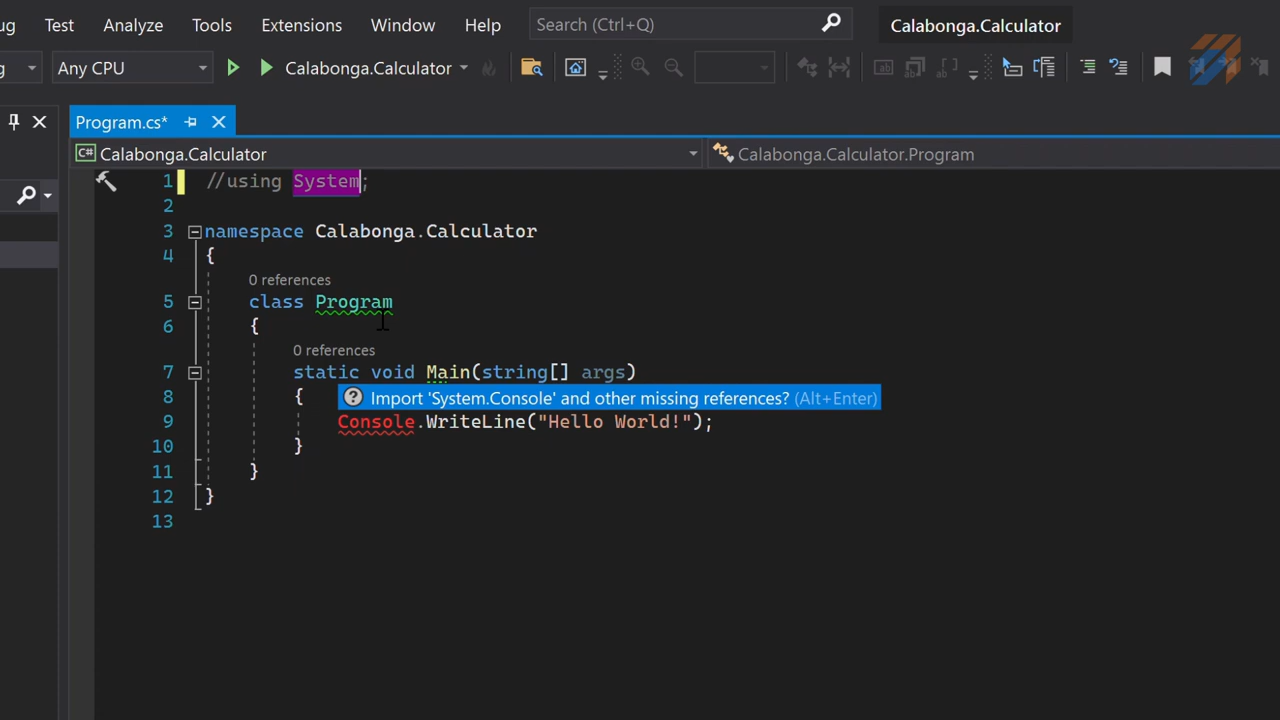 ug Test Analyze Tools Extensions Window Help Search (Ctrl+Q) Calabonga.Calculator
g Any CPU Calabonga.Calculator
Program.cs*
C# Calabonga.Calculator Calabonga.Calculator.Program
1 //using System;
2
3 namespace Calabonga.Calculator
4 {
0 references
5 class Program
6 {
0 references
7 static void Main(string[] args)
8 { Import 'System.Console' and other missing references? (Alt+Enter)
9 Console.WriteLine("Hello World!");
10 }
11 }
12 }
13